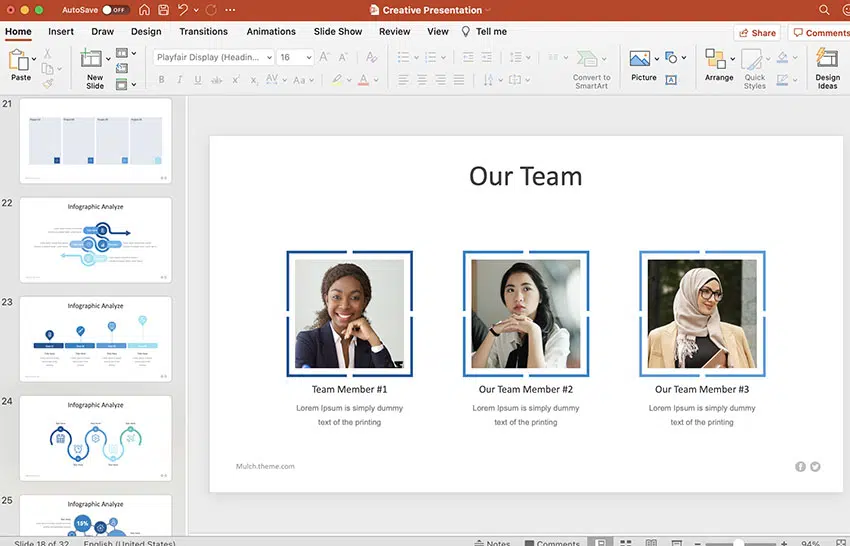 AutoSave OFF
Creative Presentation
Home Insert Draw Design Transitions Animations Slide Show Review View Tell me
Share Comments
Paste
New Slide
Playfair Display (Headin... 16
B I U ab x² x₂ AV Aa A
Convert to SmartArt
Picture
Arrange
Quick Styles
Design Ideas
21
22
Infographic Analyze
23
Infographic Analyze
24
Infographic Analyze
25
Infographic Analyze
15%
Our Team
Team Member #1
Lorem Ipsum is simply dummy
text of the printing
Our Team Member #2
Lorem Ipsum is simply dummy
text of the printing
Our Team Member #3
Lorem Ipsum is simply dummy
text of the printing
Mulch.theme.com
Slide 18 of 32 English (United States) Notes Comments 94%